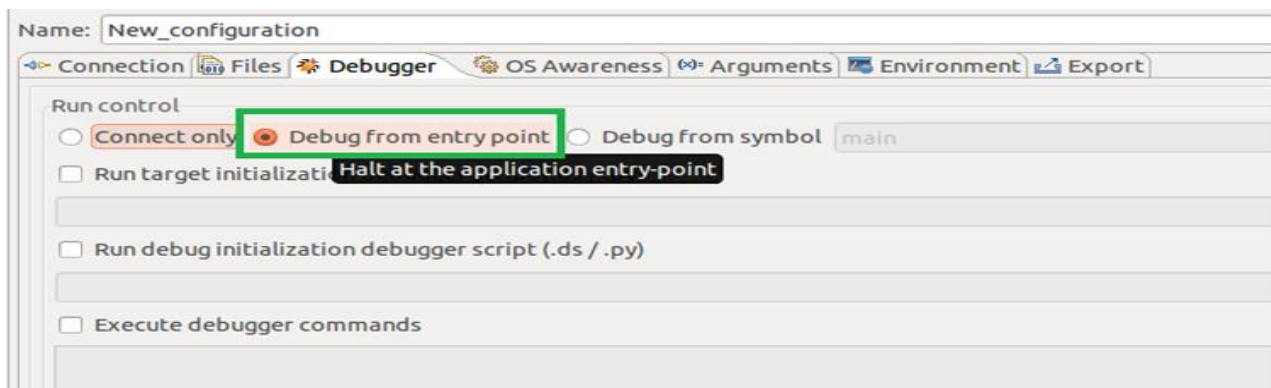 Name: New_configuration
Connection Files Debugger OS Awareness (x)= Arguments Environment Export
Run control
Connect only Debug from entry point Debug from symbol main
Run target initializati
Halt at the application entry-point
Run debug initialization debugger script (.ds / .py)
Execute debugger commands